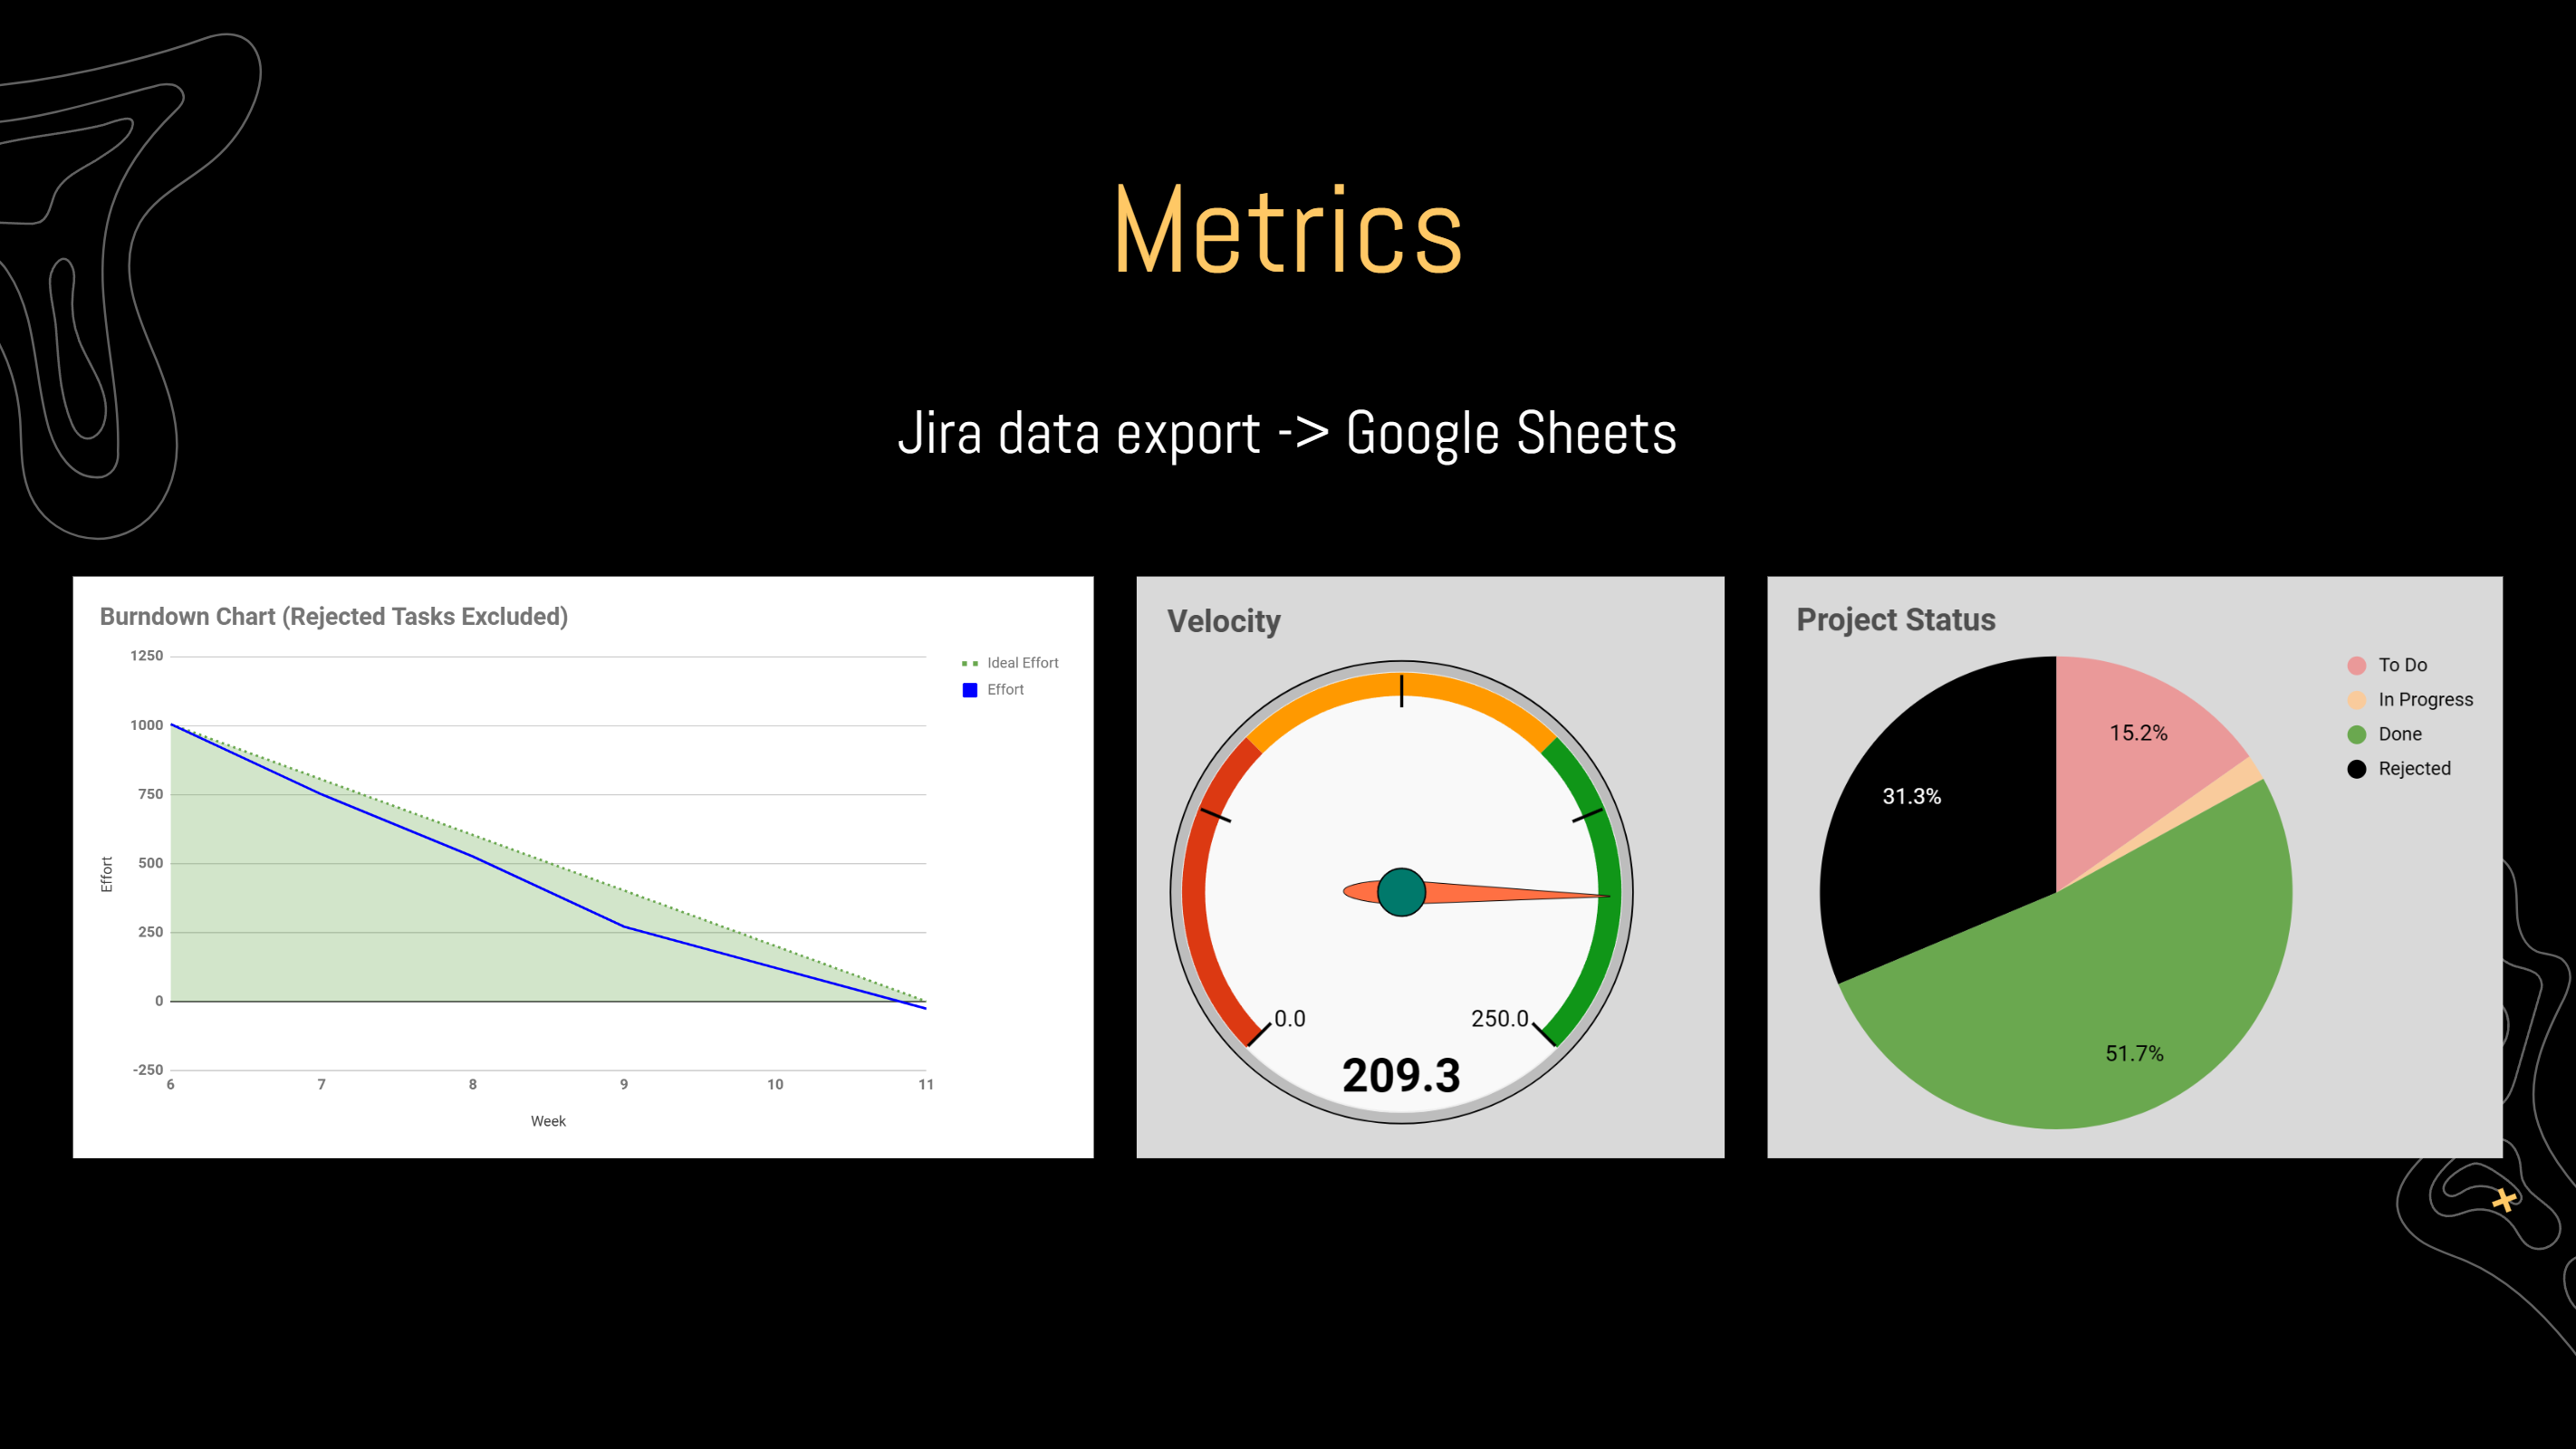 Metrics
Jira data export -> Google Sheets
Burndown Chart (Rejected Tasks Excluded)
1250
1000
750
500
250
0
-250
Effort
6 7 8 9 10 11
Week
Ideal Effort
Effort
Velocity
0.0
250.0
209.3
Project Status
15.2%
31.3%
51.7%
To Do
In Progress
Done
Rejected